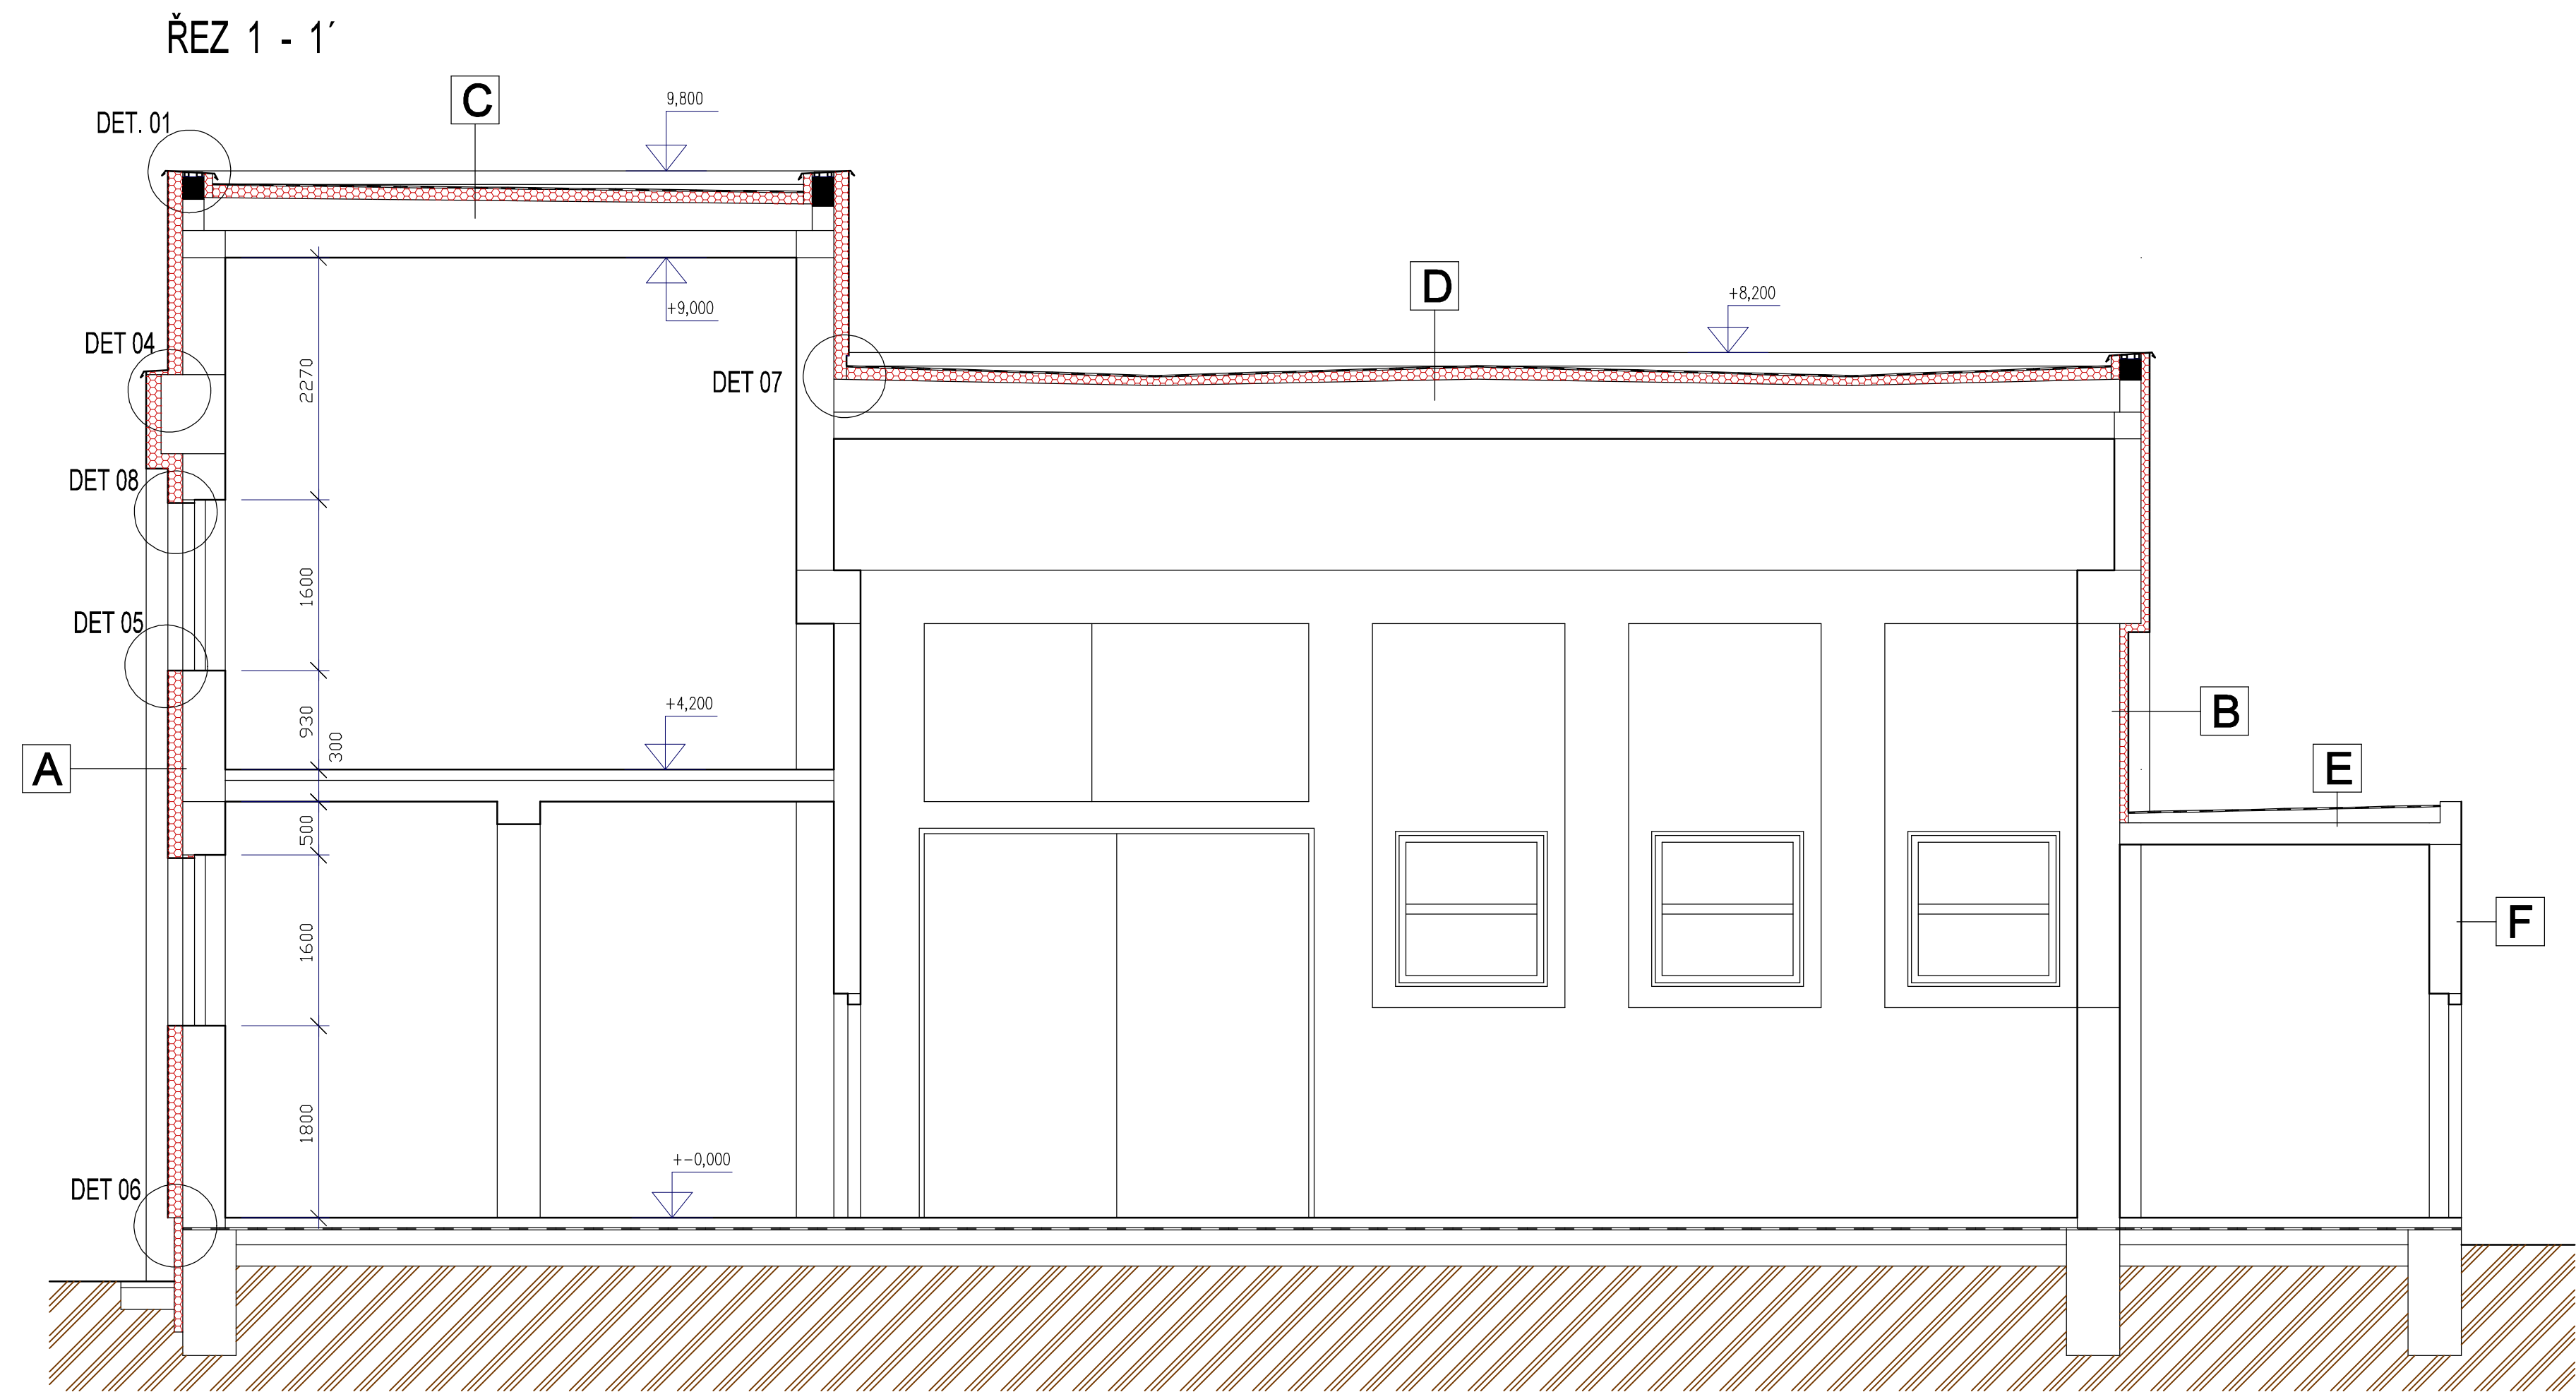 ŘEZ 1 - 1´
C
9,800
DET. 01
D
+8,200
+9,000
DET 04
2270
DET 07
DET 08
1600
DET 05
B
+4,200
930
300
A
E
500
F
1600
1800
+-0,000
DET 06